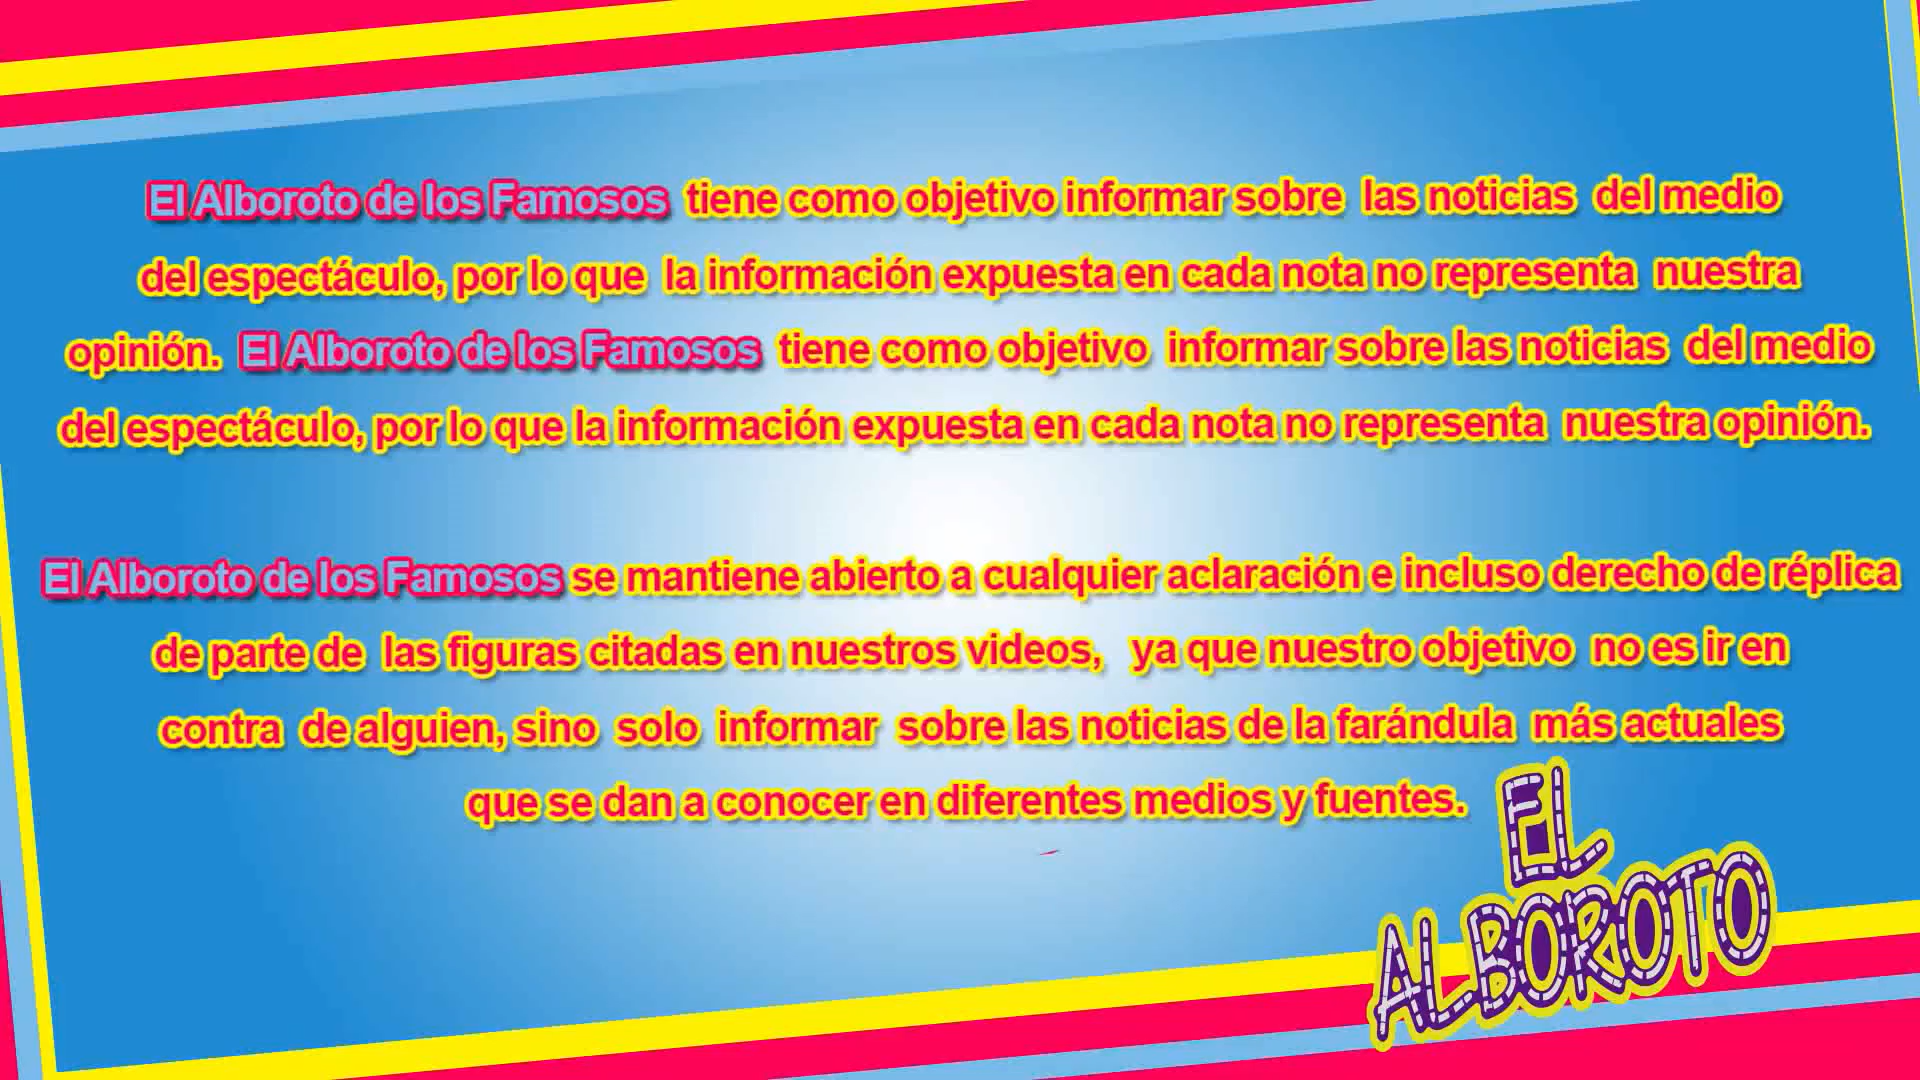 El Alboroto de los Famosos tiene como objetivo informar sobre las noticias del medio
del espectáculo, por lo que la información expuesta en cada nota no representa nuestra
opinión. El Alboroto de los Famosos tiene como objetivo informar sobre las noticias del medio
del espectáculo, por lo que la información expuesta en cada nota no representa nuestra opinión.
El Alboroto de los Famosos se mantiene abierto a cualquier aclaración e incluso derecho de réplica
de parte de las figuras citadas en nuestros videos, ya que nuestro objetivo no es ir en
contra de alguien, sino solo informar sobre las noticias de la farándula más actuales
que se dan a conocer en diferentes medios y fuentes.
EL
ALBOROTO